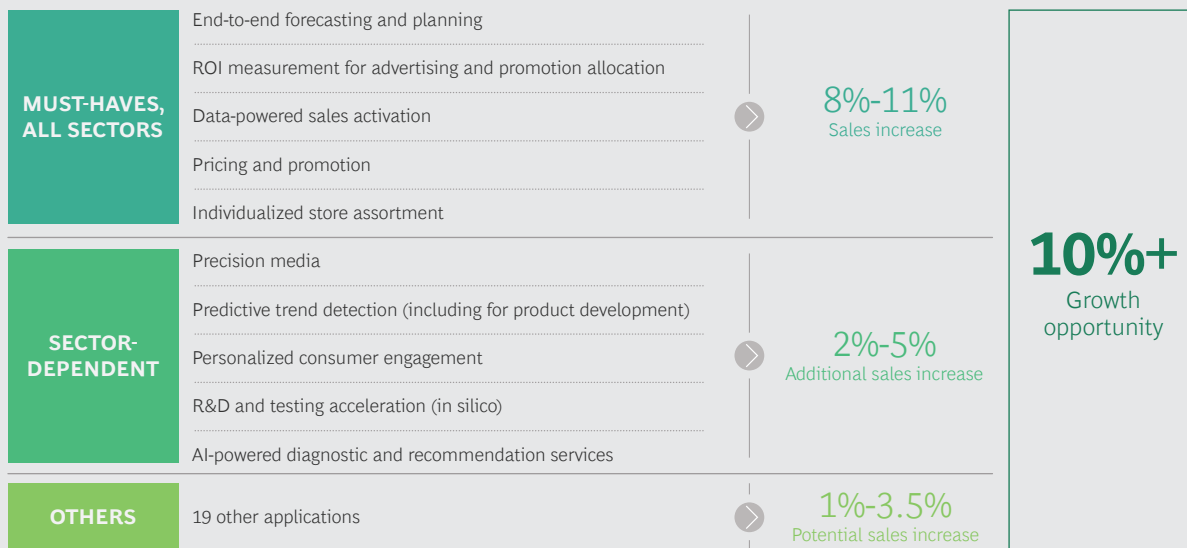 MUST-HAVES,
ALL SECTORS
End-to-end forecasting and planning
ROI measurement for advertising and promotion allocation
Data-powered sales activation
Pricing and promotion
Individualized store assortment
8%-11%
Sales increase
SECTOR-
DEPENDENT
Precision media
Predictive trend detection (including for product development)
Personalized consumer engagement
R&D and testing acceleration (in silico)
AI-powered diagnostic and recommendation services
2%-5%
Additional sales increase
OTHERS
19 other applications
1%-3.5%
Potential sales increase
10%+
Growth
opportunity